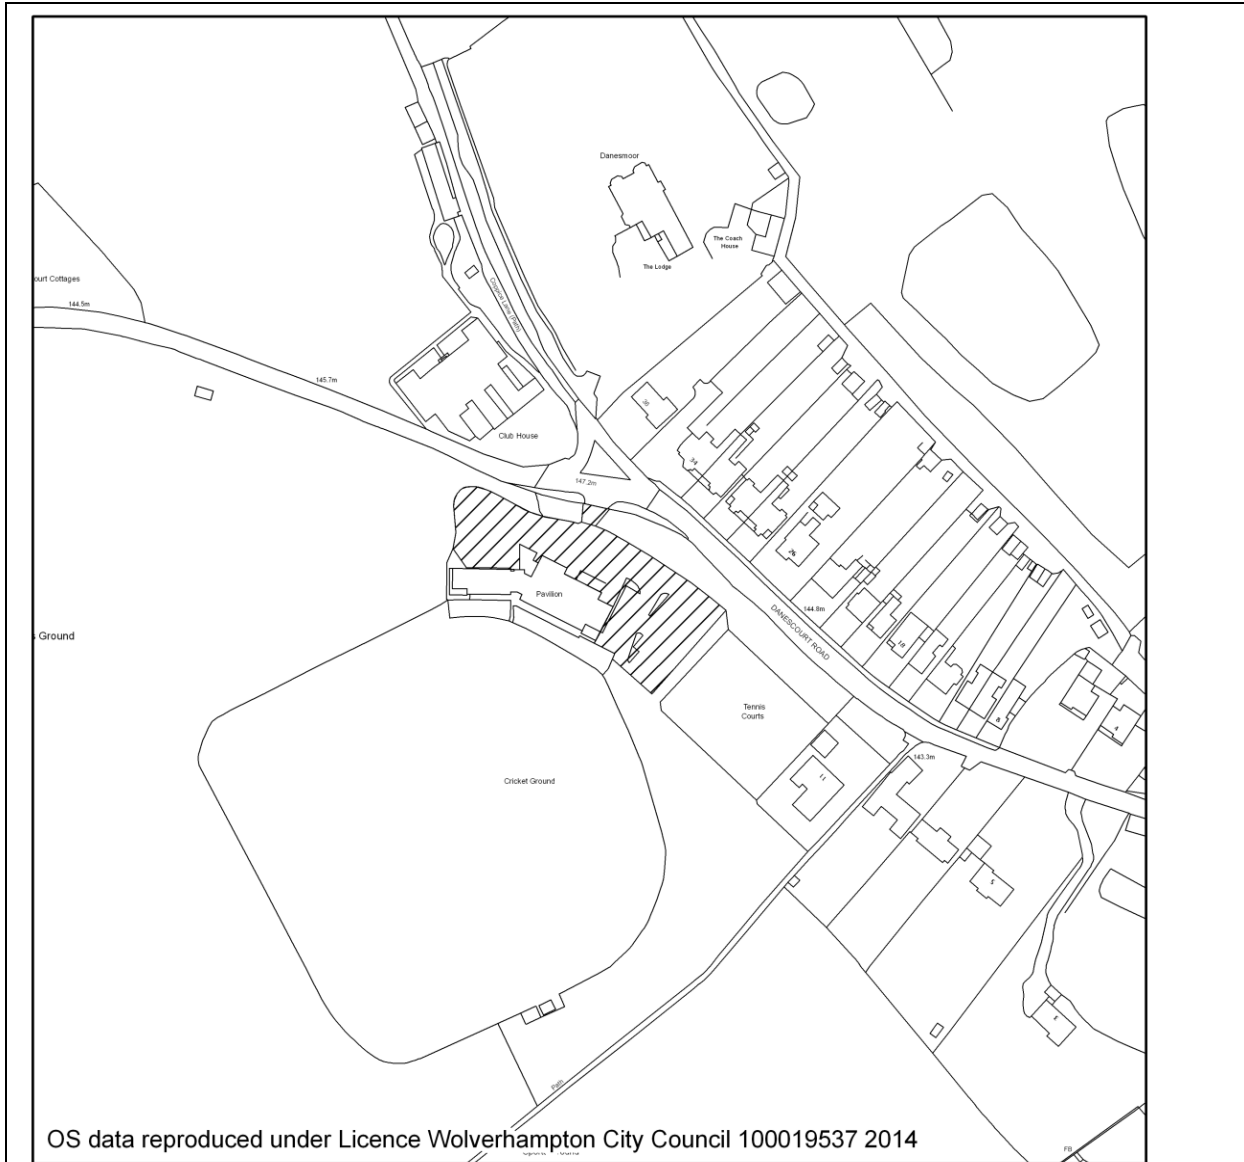 Danesmoor
The Coach
House
The Lodge
ourt Cottages
144.5m
Coppice Lane (Path)
145.7m
36
Club House
34
147.2m
26
Pavilion
144.8m
DANESCOURT ROAD
18
s Ground
Tennis
Courts
8
4
143.3m
11
Cricket Ground
5
Path
FB
OS data reproduced under Licence Wolverhampton City Council 100019537 2014